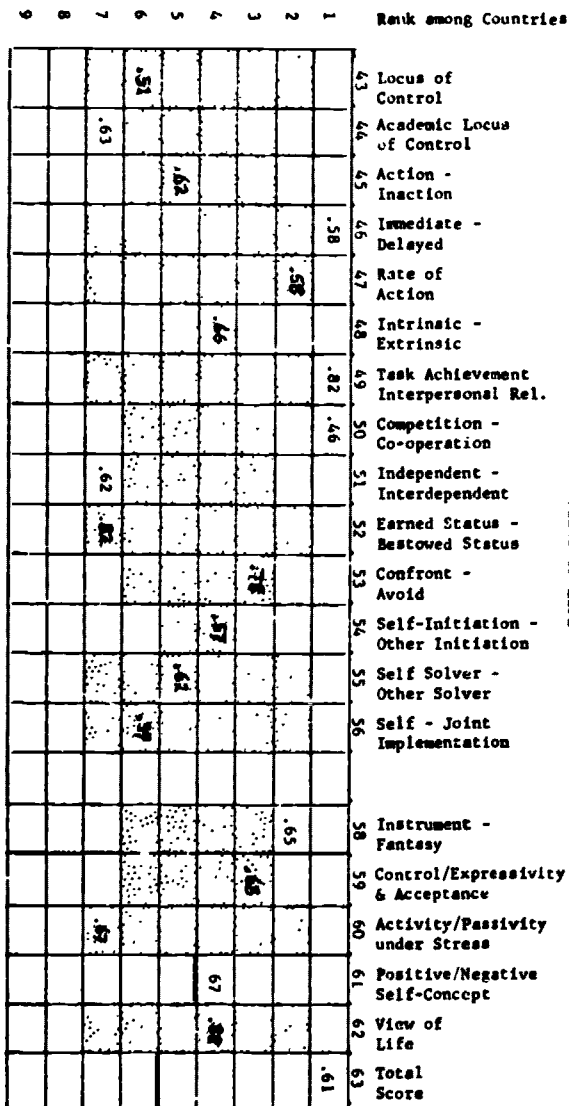 9 8 7 6 5 4 3 2 1 Rank among Countries
.51 43 Locus of
Control
.63 44 Academic Locus
of Control
.62 45 Action -
Inaction
.58 46 Immediate -
Delayed
.58 47 Rate of
Action
.66 48 Intrinsic -
Extrinsic
.82 49 Task Achievement
Interpersonal Rel.
.46 50 Competition -
Co-operation
.62 51 Independent -
Interdependent
.82 52 Earned Status -
Bestowed Status
53 Confront -
Avoid
.57 54 Self-Initiation -
Other Initiation
.62 55 Self Solver -
Other Solver
56 Self - Joint
Implementation
.65 58 Instrument -
Fantasy
59 Control/Expressivity
& Acceptance
60 Activity/Passivity
under Stress
67 61 Positive/Negative
Self-Concept
62 View of
Life
.61 63 Total
Score